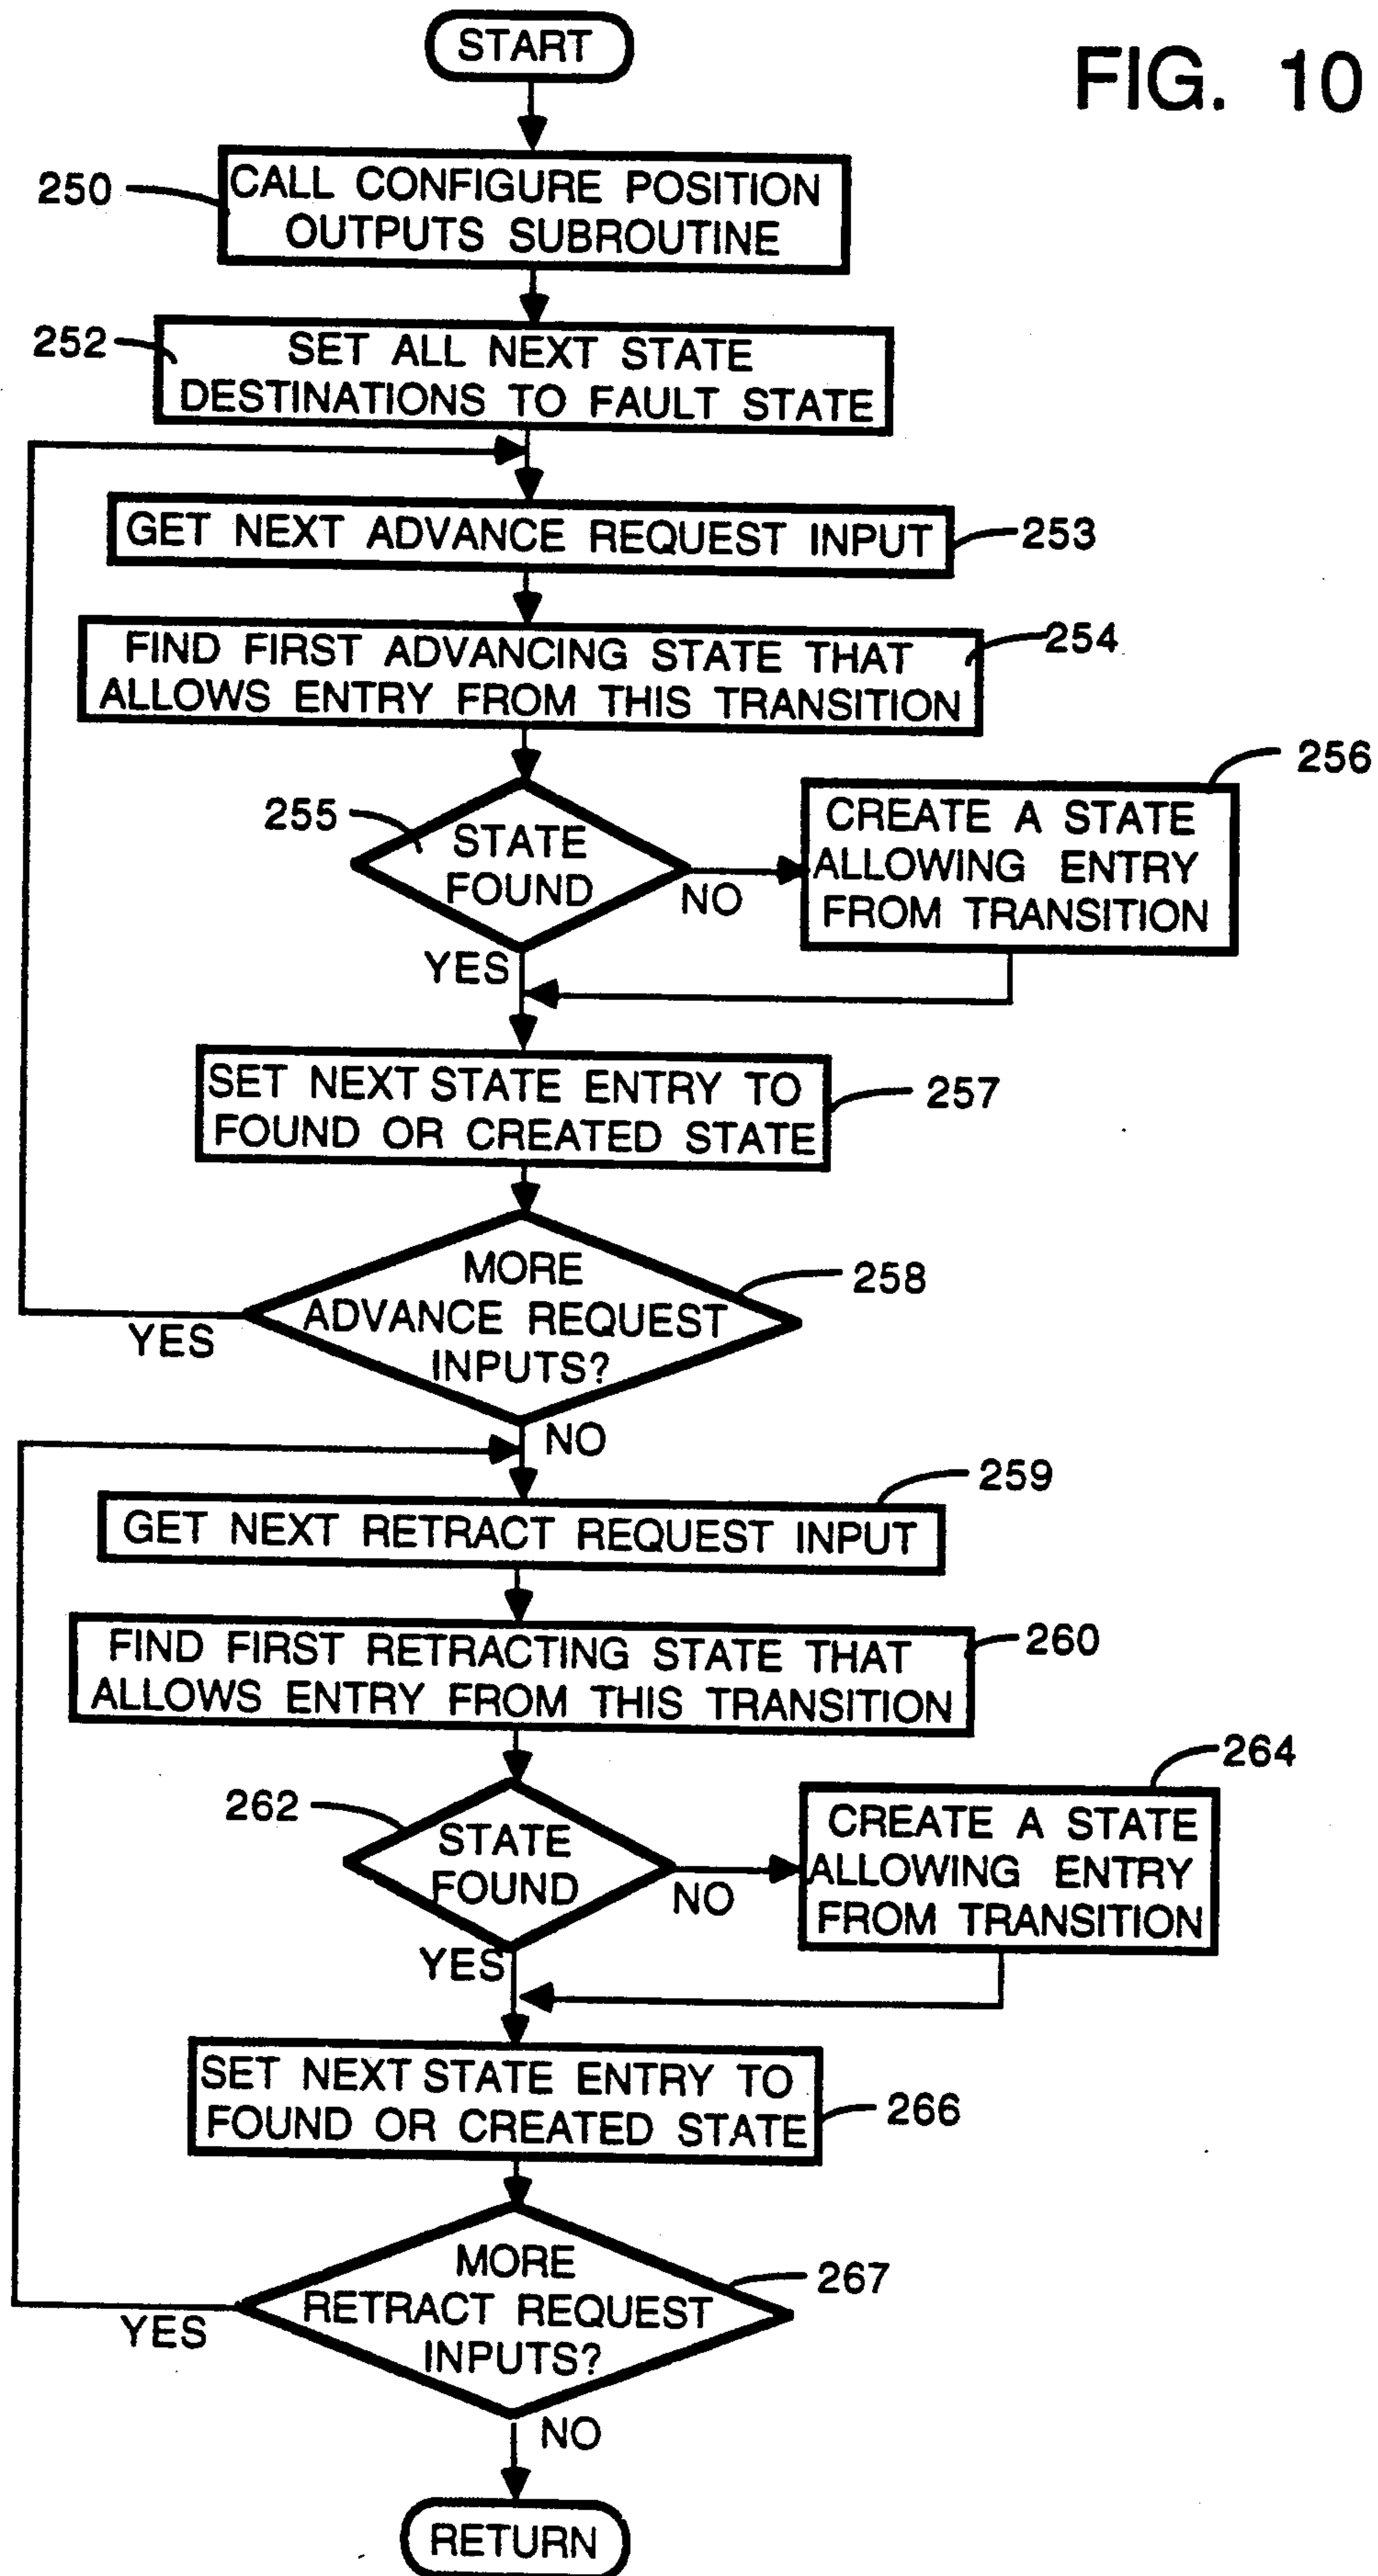 START
FIG. 10
250
CALL CONFIGURE POSITION
OUTPUTS SUBROUTINE
252
SET ALL NEXT STATE
DESTINATIONS TO FAULT STATE
GET NEXT ADVANCE REQUEST INPUT
253
FIND FIRST ADVANCING STATE THAT
ALLOWS ENTRY FROM THIS TRANSITION
254
255
STATE
FOUND
NO
YES
256
CREATE A STATE
ALLOWING ENTRY
FROM TRANSITION
SET NEXT STATE ENTRY TO
FOUND OR CREATED STATE
257
MORE
ADVANCE REQUEST
INPUTS?
258
YES
NO
259
GET NEXT RETRACT REQUEST INPUT
FIND FIRST RETRACTING STATE THAT
ALLOWS ENTRY FROM THIS TRANSITION
260
262
STATE
FOUND
NO
YES
264
CREATE A STATE
ALLOWING ENTRY
FROM TRANSITION
SET NEXT STATE ENTRY TO
FOUND OR CREATED STATE
266
MORE
RETRACT REQUEST
INPUTS?
267
YES
NO
RETURN